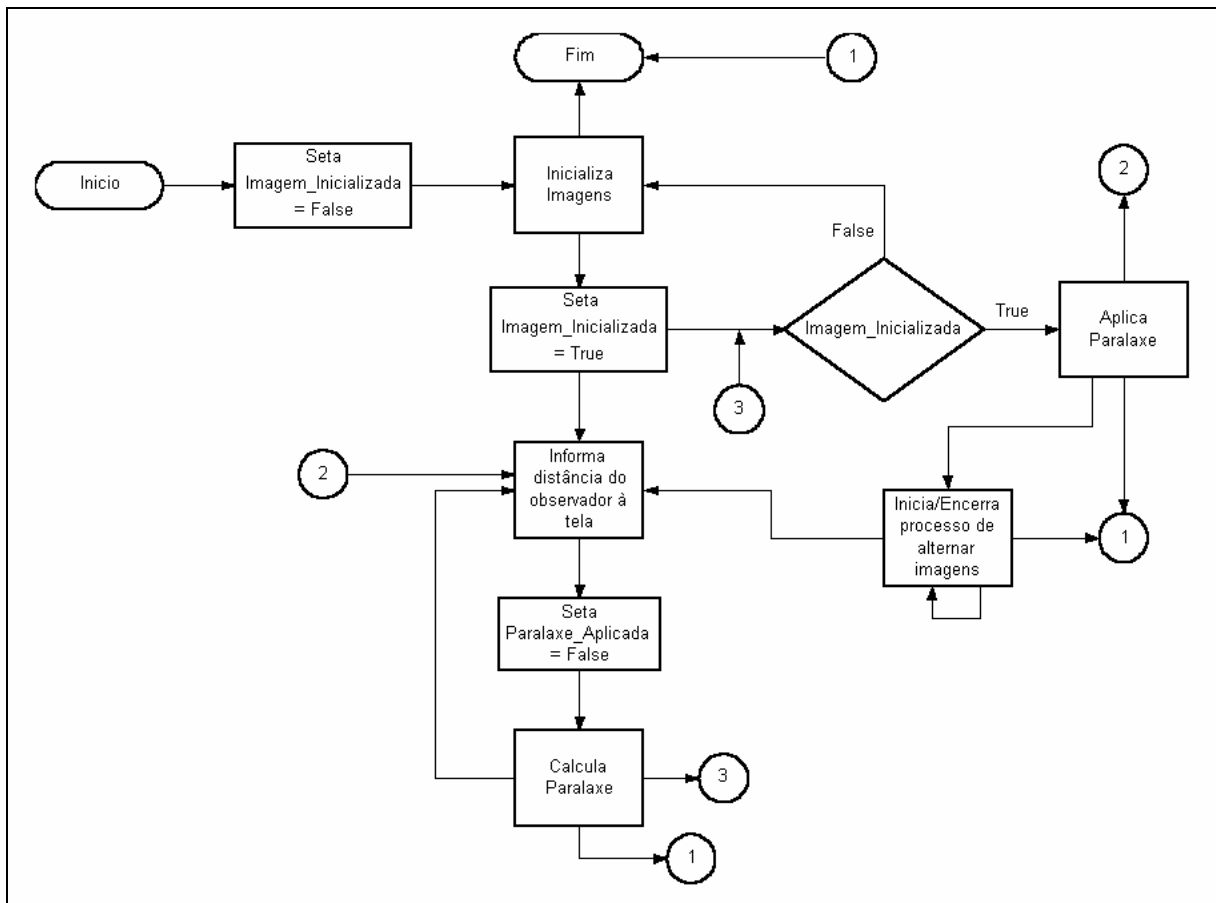 Fim
1
Inicio
Seta
Imagem_Inicializada
= False
Inicializa
Imagens
2
False
Seta
Imagem_Inicializada
= True
Imagem_Inicializada
True
Aplica
Paralaxe
3
2
Informa
distância do
observador à
tela
Inicia/Encerra
processo de
alternar
imagens
1
Seta
Paralaxe_Aplicada
= False
Calcula
Paralaxe
3
1